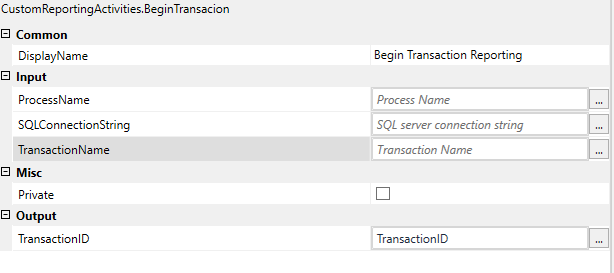 CustomReportingActivities.BeginTransacion
Common
DisplayName Begin Transaction Reporting
Input
ProcessName Process Name ...
SQLConnectionString SQL server connection string ...
TransactionName Transaction Name ...
Misc
Private
Output
TransactionID TransactionID ...